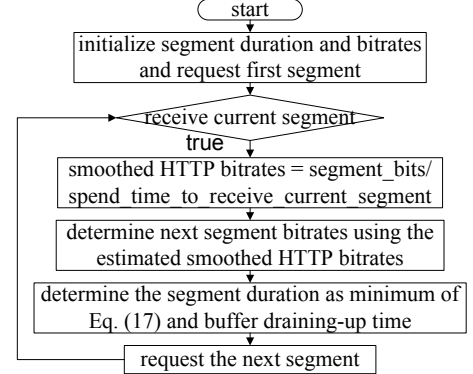 start
initialize segment duration and bitrates
and request first segment
receive current segment
true
smoothed HTTP bitrates = segment_bits/
spend_time_to_receive_current_segment
determine next segment bitrates using the
estimated smoothed HTTP bitrates
determine the segment duration as minimum of
Eq. (17) and buffer draining-up time
request the next segment